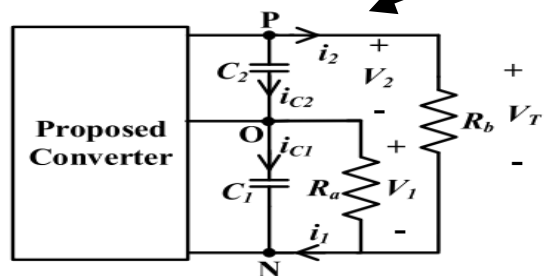 P
i2
+
C2
V2
+
iC2
-
Proposed
Converter
O
iC1
+
Rb
VT
C1
Ra
V1
-
i1
-
N